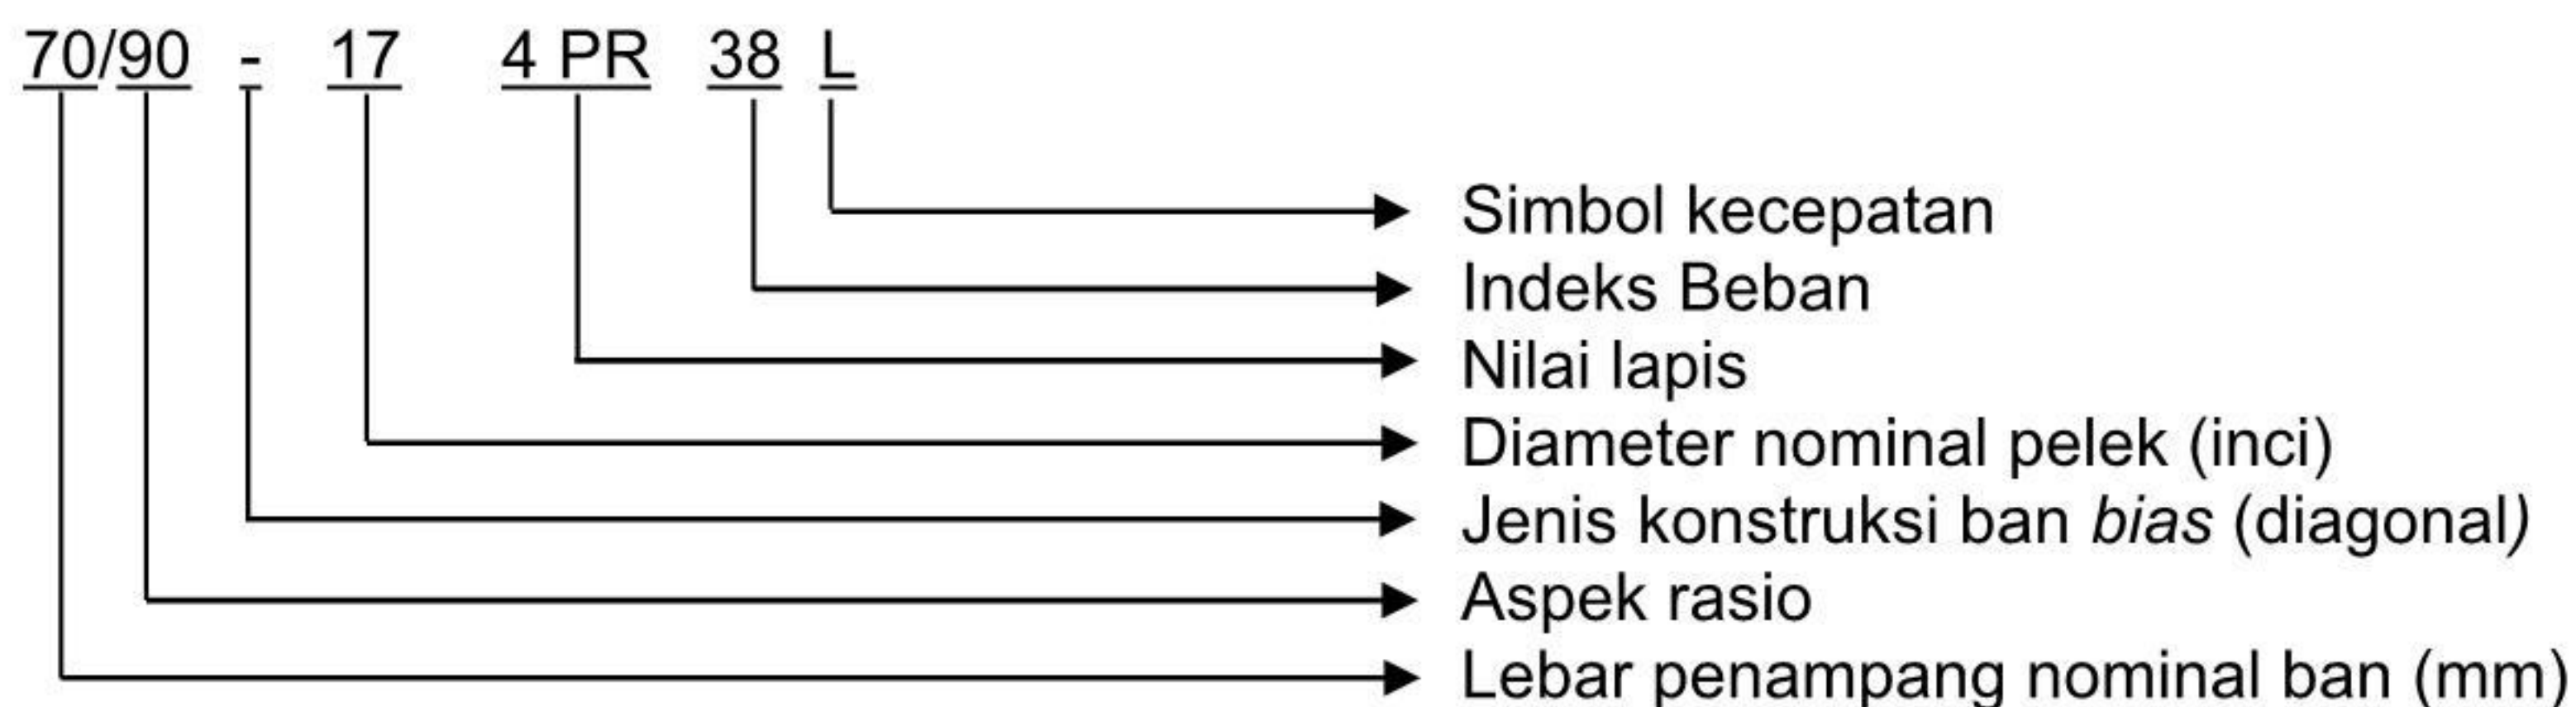 70/90 - 17 4 PR 38 L
Simbol kecepatan
Indeks Beban
Nilai lapis
Diameter nominal pelek (inci)
Jenis konstruksi ban bias (diagonal)
Aspek rasio
Lebar penampang nominal ban (mm)